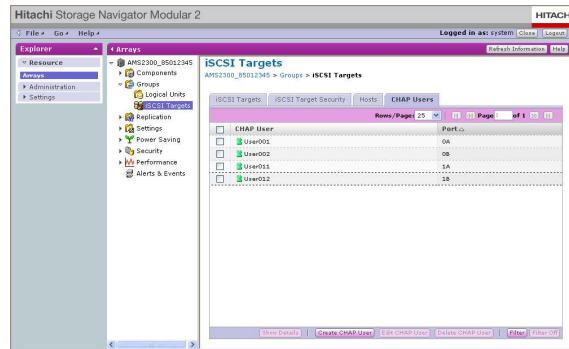 Hitachi Storage Navigator Modular 2
HITACH
File Go Help
Logged in as: system Close Logout
Explorer
Arrays
Refresh Information Help
Resource
Arrays
Administration
Settings
AMS2300_85012345
Components
Groups
Logical Units
iSCSI Targets
Replication
Settings
Power Saving
Security
Performance
Alerts & Events
iSCSI Targets
AMS2300_85012345 > Groups > iSCSI Targets
iSCSI Targets iSCSI Target Security Hosts CHAP Users
Rows/Page: 25 Page 1 of 1
CHAP User Port
User001 0A
User002 0B
User011 1A
User012 1B
Show Details Create CHAP User Edit CHAP User Delete CHAP User Filter Filter Off